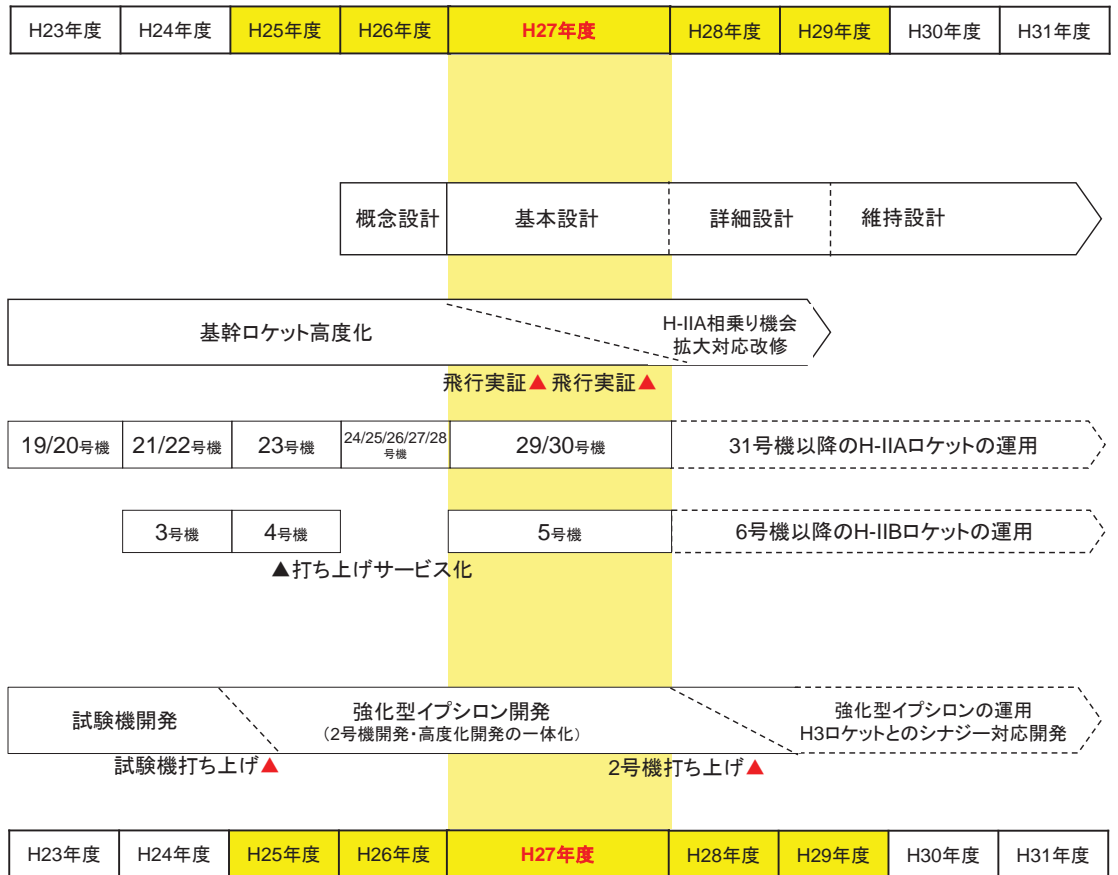 H23年度 H24年度 H25年度 H26年度 H27年度 H28年度 H29年度 H30年度 H31年度
概念設計 基本設計 詳細設計 維持設計
基幹ロケット高度化
H-IIA相乗り機会
拡大対応改修
飛行実証▲ 飛行実証▲
19/20号機 21/22号機 23号機
24/25/26/27/28
号機
29/30号機 31号機以降のH-IIAロケットの運用
3号機 4号機 5号機 6号機以降のH-IIBロケットの運用
▲打ち上げサービス化
試験機開発
強化型イプシロン開発
(2号機開発・高度化開発の一体化)
強化型イプシロンの運用
H3ロケットとのシナジー対応開発
試験機打ち上げ▲ 2号機打ち上げ▲
H23年度 H24年度 H25年度 H26年度 H27年度 H28年度 H29年度 H30年度 H31年度